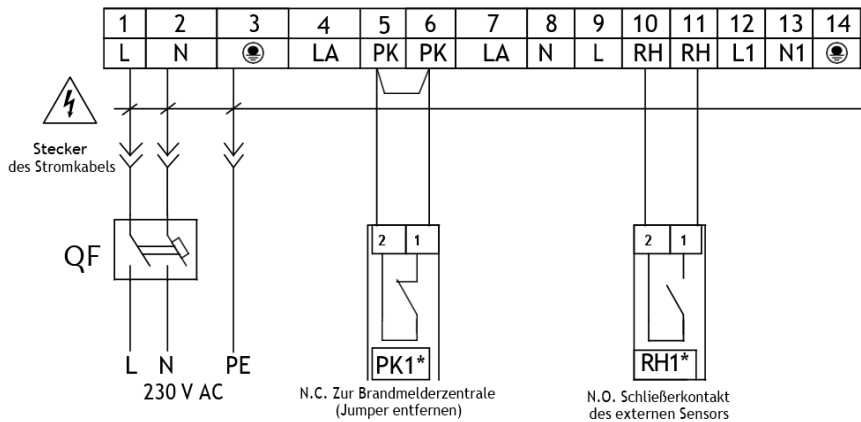 1 2 3 4 5 6 7 8 9 10 11 12 13 14
L N LA PK PK LA N L RH RH L1 N1
Stecker
des Stromkabels
QF
2 1
2 1
L N PE
230 V AC
PK1*
N.C. Zur Brandmelderzentrale
(Jumper entfernen)
RH1*
N.O. Schließerkontakt
des externen Sensors